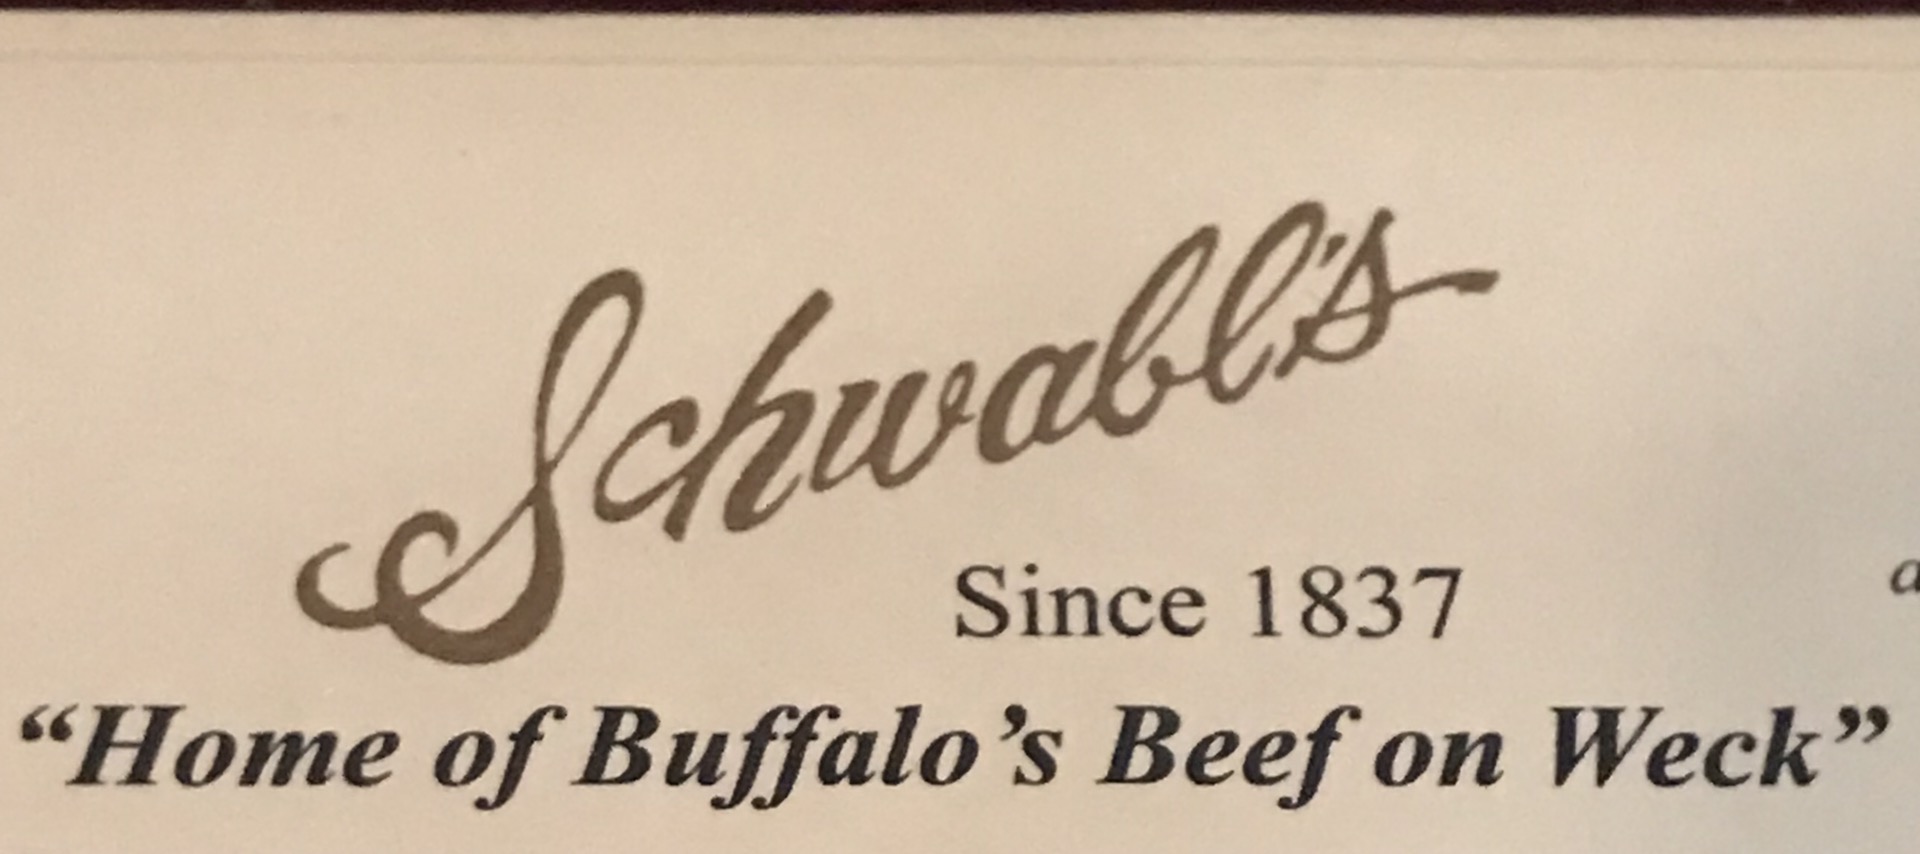 Schwabl's
Since 1837
“Home of Buffalo’s Beef on Weck”